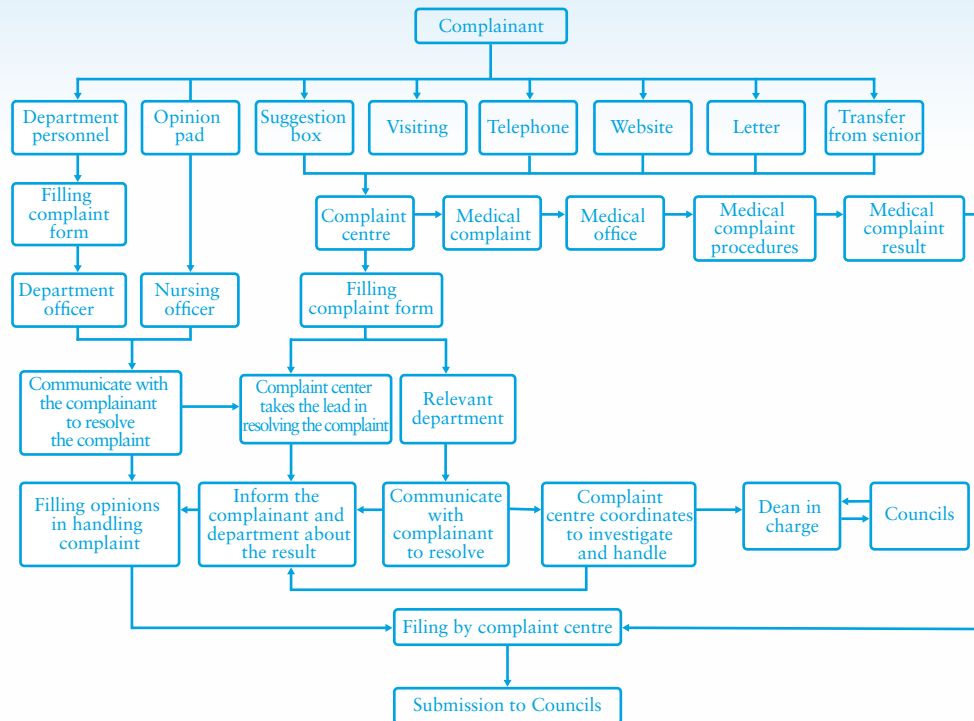 Complainant
Department
personnel
Opinion
pad
Suggestion
box
Visiting
Telephone
Website
Letter
Transfer
from senior
Filling
complaint
form
Complaint
centre
Medical
complaint
Medical
office
Medical
complaint
procedures
Medical
complaint
result
Department
officer
Nursing
officer
Filling
complaint form
Communicate with
the complainant
to resolve
the complaint
Complaint center
takes the lead in
resolving the complaint
Relevant
department
Filling opinions
in handling
complaint
Inform the
complainant and
department about
the result
Communicate
with
complainant
to resolve
Complaint
centre coordinates
to investigate
and handle
Dean in
charge
Councils
Filing by complaint centre
Submission to Councils